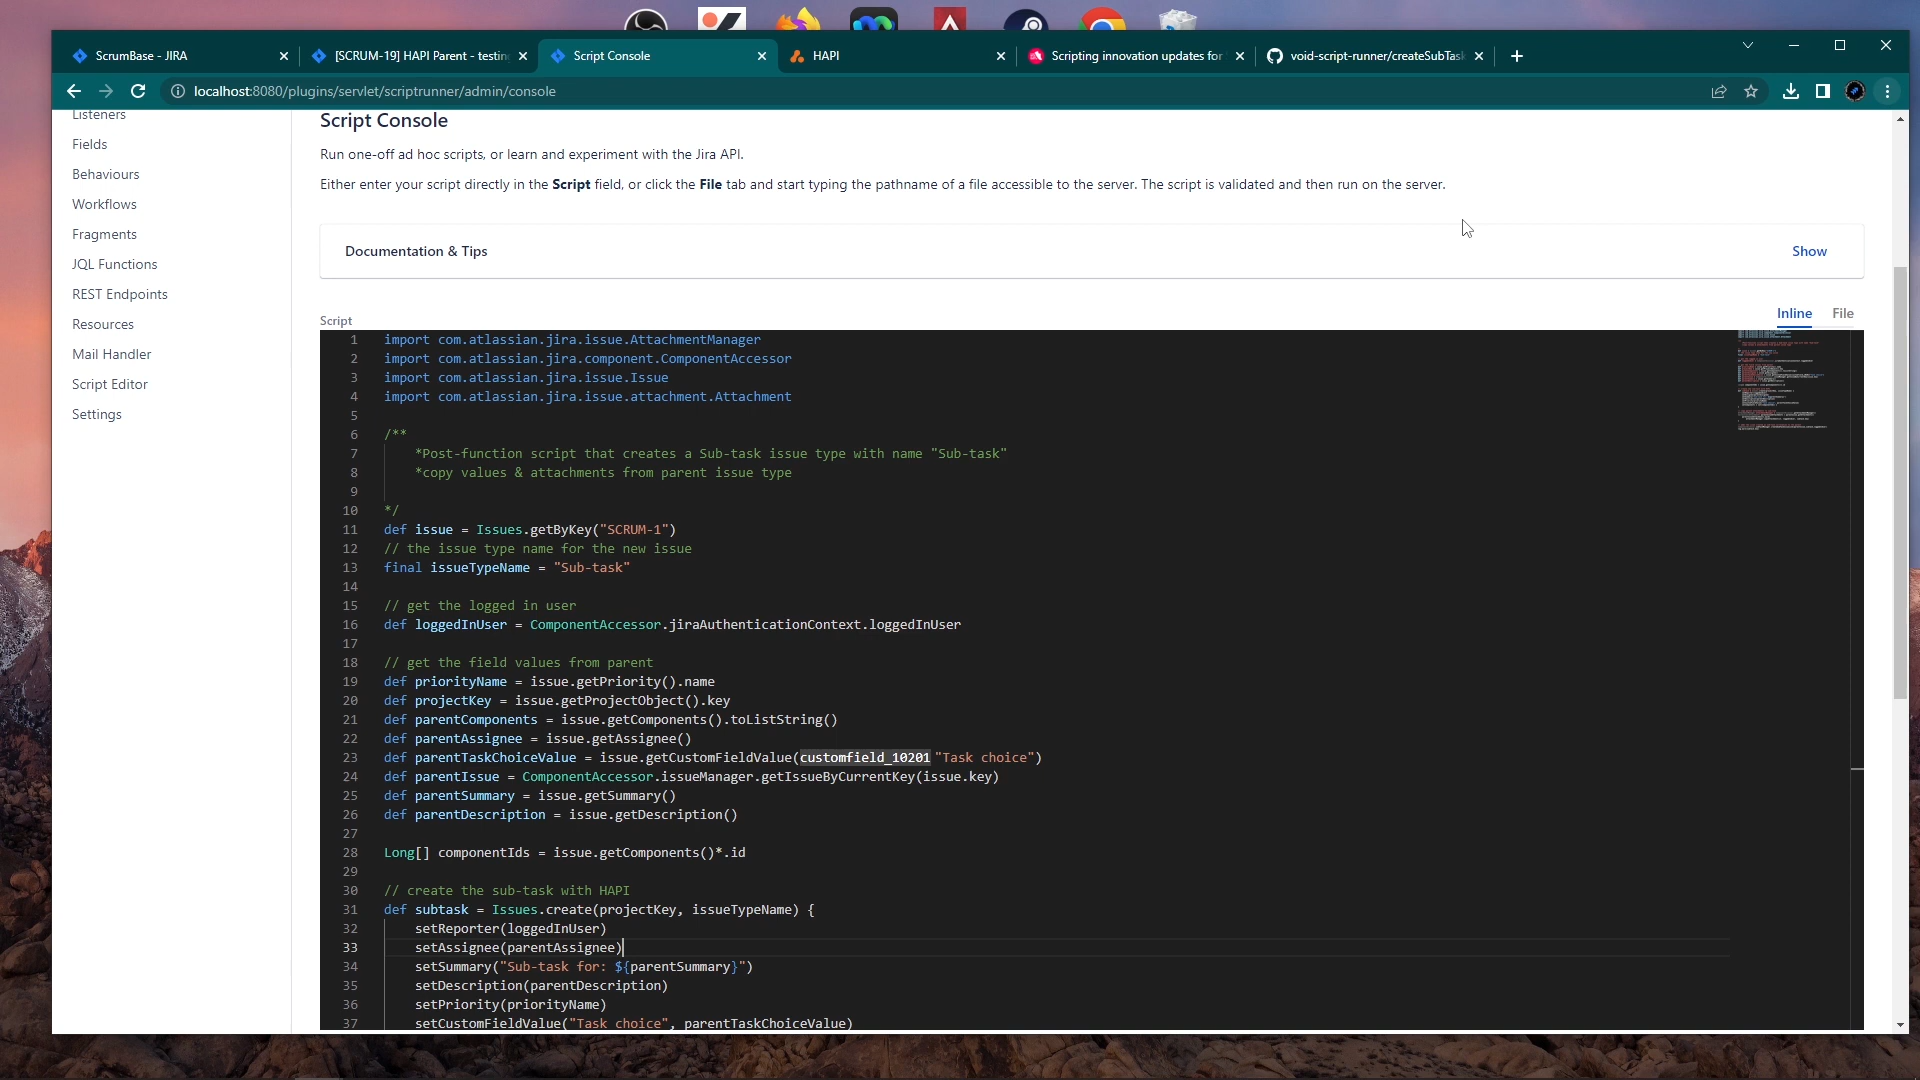 ScrumBase - JIRA
[SCRUM-19] HAPI Parent - testing
Script Console
HAPI
Scripting innovation updates for
void-script-runner/createSubTask
localhost:8080/plugins/servlet/scriptrunner/admin/console
Listeners
Fields
Behaviours
Workflows
Fragments
JQL Functions
REST Endpoints
Resources
Mail Handler
Script Editor
Settings
Script Console
Run one-off ad hoc scripts, or learn and experiment with the Jira API.
Either enter your script directly in the Script field, or click the File tab and start typing the pathname of a file accessible to the server. The script is validated and then run on the server.
Documentation & Tips
Show
Script
Inline
File
1 import com.atlassian.jira.issue.AttachmentManager
2 import com.atlassian.jira.component.ComponentAccessor
3 import com.atlassian.jira.issue.Issue
4 import com.atlassian.jira.issue.attachment.Attachment
5
6 /**
7 *Post-function script that creates a Sub-task issue type with name "Sub-task"
8 *copy values & attachments from parent issue type
9
10 */
11 def issue = Issues.getByKey("SCRUM-1")
12 // the issue type name for the new issue
13 final issueTypeName = "Sub-task"
14
15 // get the logged in user
16 def loggedInUser = ComponentAccessor.jiraAuthenticationContext.loggedInUser
17
18 // get the field values from parent
19 def priorityName = issue.getPriority().name
20 def projectKey = issue.getProjectObject().key
21 def parentComponents = issue.getComponents().toListString()
22 def parentAssignee = issue.getAssignee()
23 def parentTaskChoiceValue = issue.getCustomFieldValue(customfield_10201 "Task choice")
24 def parentIssue = ComponentAccessor.issueManager.getIssueByCurrentKey(issue.key)
25 def parentSummary = issue.getSummary()
26 def parentDescription = issue.getDescription()
27
28 Long[] componentIds = issue.getComponents()*.id
29
30 // create the sub-task with HAPI
31 def subtask = Issues.create(projectKey, issueTypeName) {
32 setReporter(loggedInUser)
33 setAssignee(parentAssignee)
34 setSummary("Sub-task for: ${parentSummary}")
35 setDescription(parentDescription)
36 setPriority(priorityName)
37 setCustomFieldValue("Task choice", parentTaskChoiceValue)